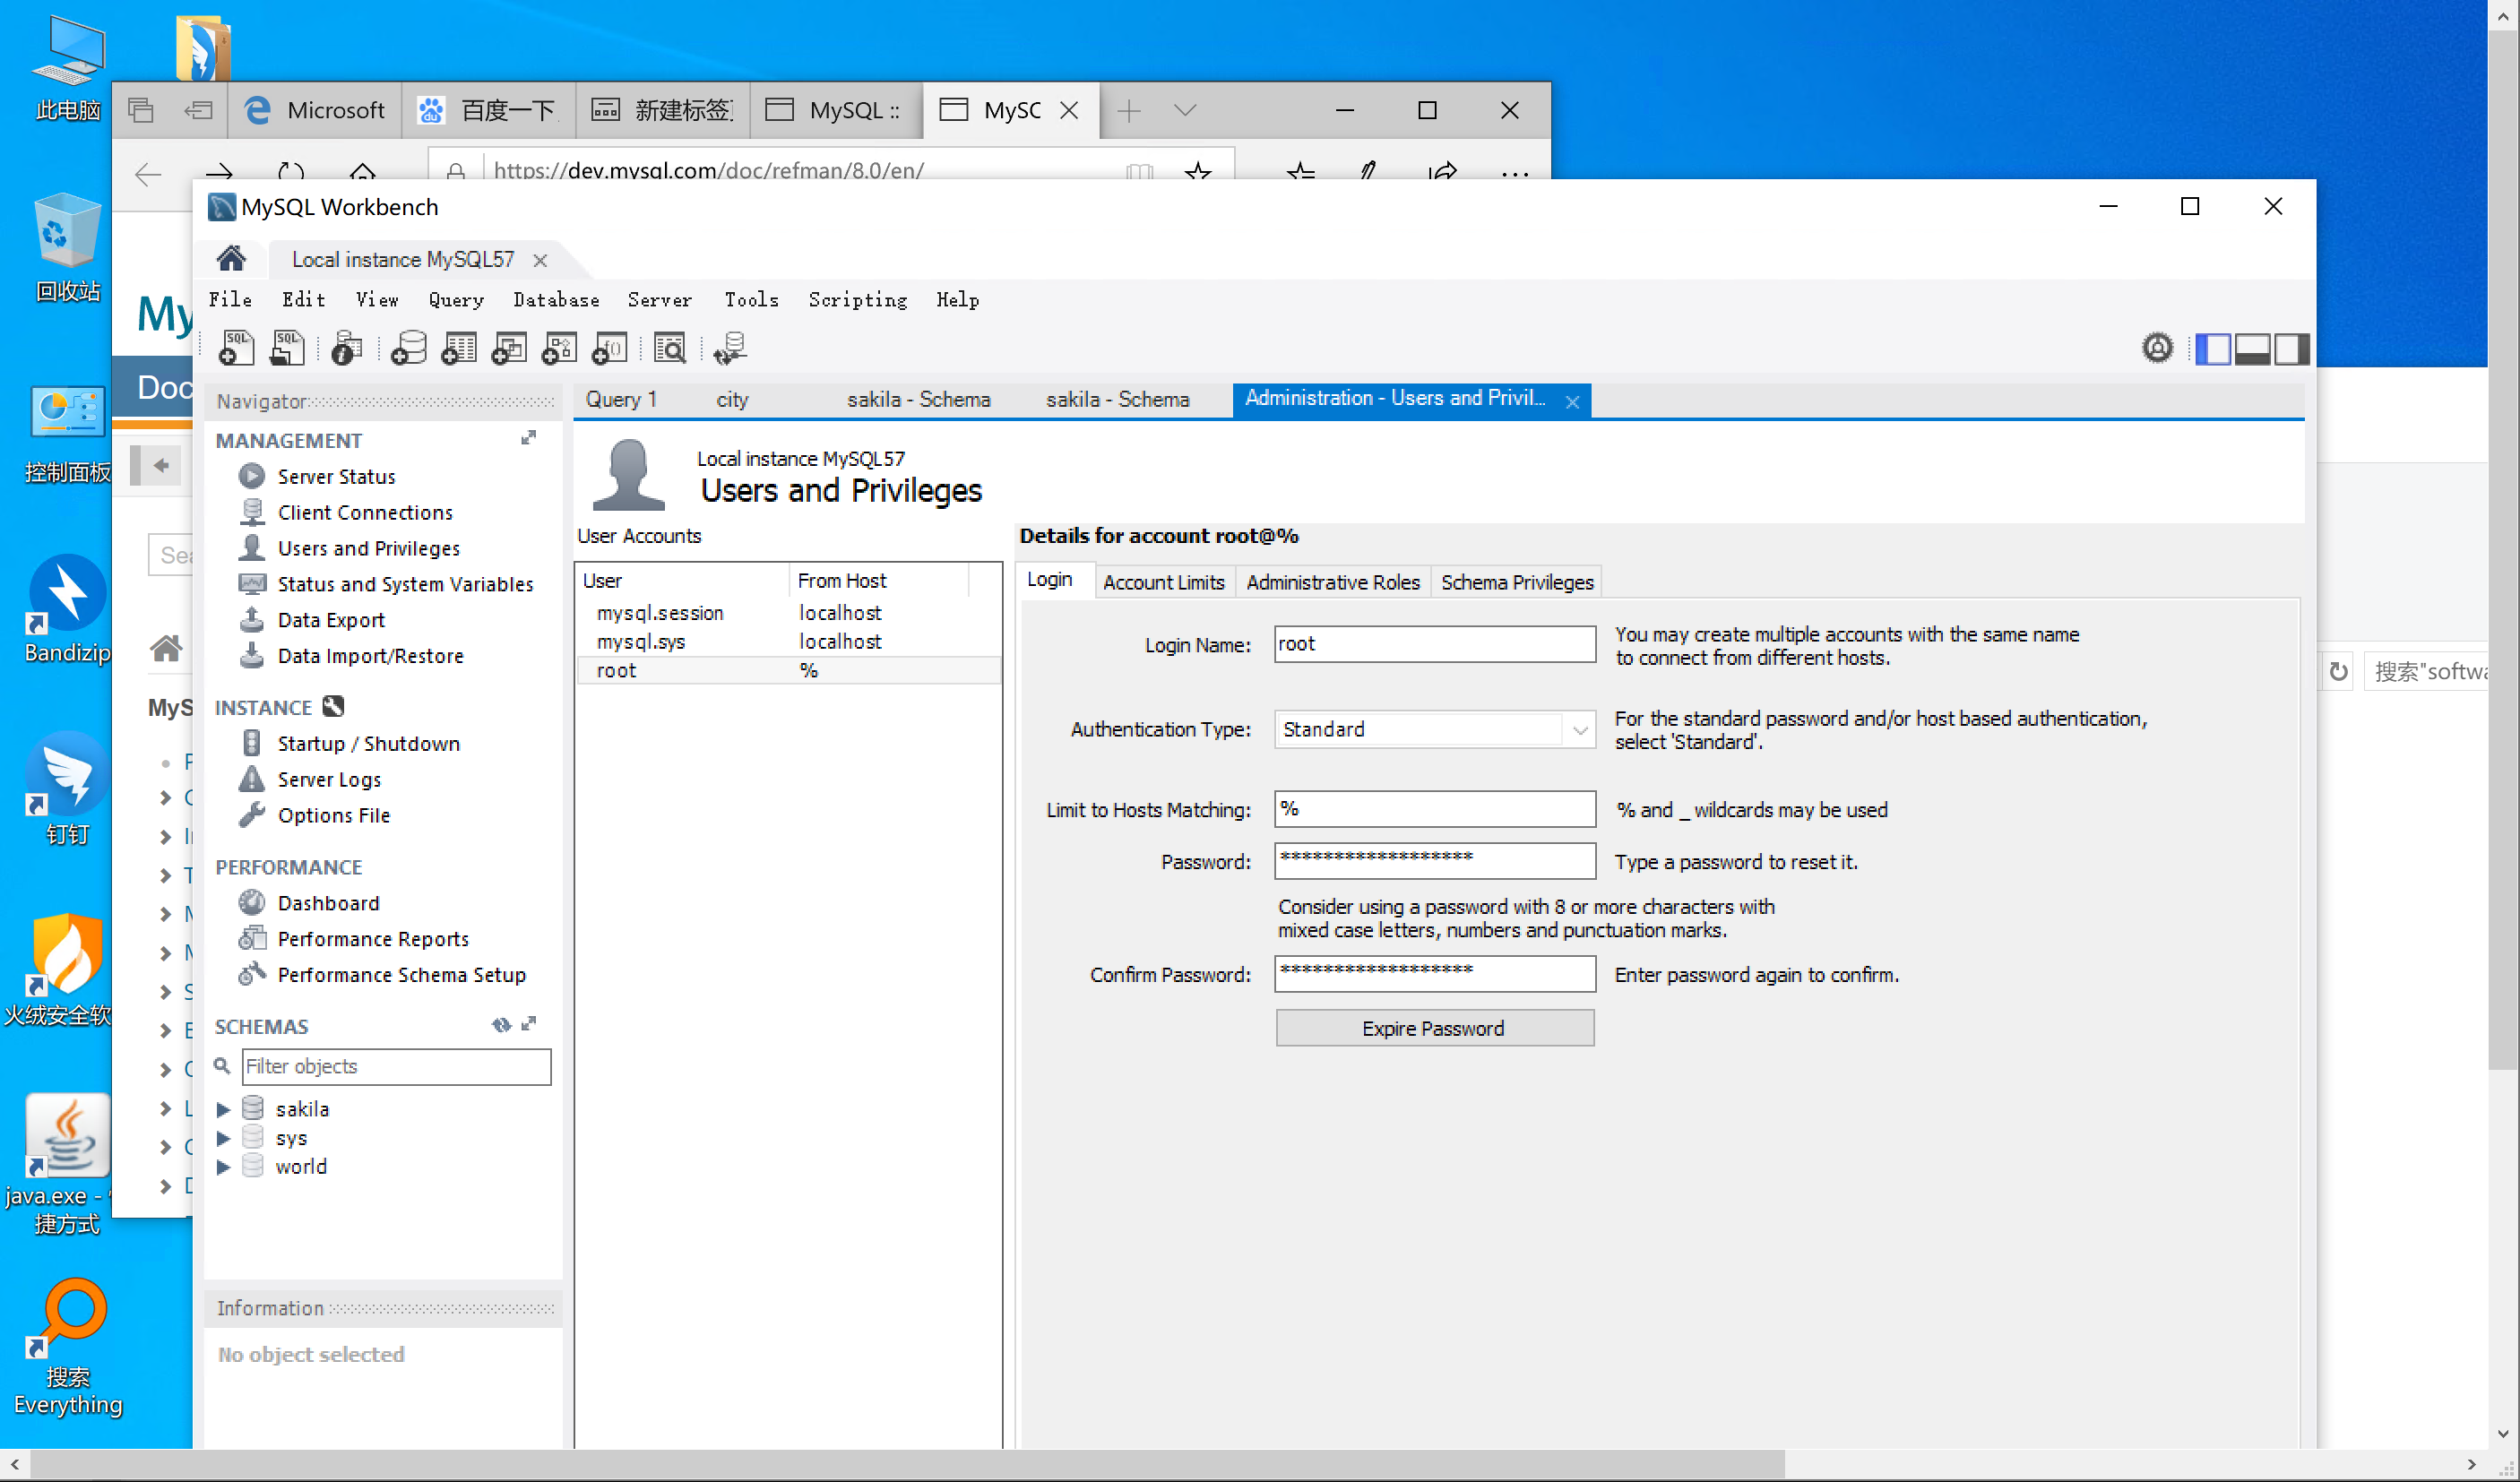 此电脑
回收站
控制面板
Bandizip
钉钉
火绒安全软
java.exe -
捷方式
搜索
Everything
Microsoft
百度一下
新建标签
MySQL ::
MySC
https://dev.mysql.com/doc/refman/8.0/en/
My
Doc
Sea
MyS
搜索"softwa
MySQL Workbench
Local instance MySQL57
File Edit View Query Database Server Tools Scripting Help
Navigator
MANAGEMENT
Server Status
Client Connections
Users and Privileges
Status and System Variables
Data Export
Data Import/Restore
INSTANCE
Startup / Shutdown
Server Logs
Options File
PERFORMANCE
Dashboard
Performance Reports
Performance Schema Setup
SCHEMAS
Filter objects
sakila
sys
world
Information
No object selected
Query 1 city sakila - Schema sakila - Schema Administration - Users and Privil...
Local instance MySQL57
Users and Privileges
User Accounts
User From Host
mysql.session localhost
mysql.sys localhost
root %
Details for account root@%
Login Account Limits Administrative Roles Schema Privileges
Login Name: root You may create multiple accounts with the same name
to connect from different hosts.
Authentication Type: Standard For the standard password and/or host based authentication,
select 'Standard'.
Limit to Hosts Matching: % % and _ wildcards may be used
Password: ****************** Type a password to reset it.
Consider using a password with 8 or more characters with
mixed case letters, numbers and punctuation marks.
Confirm Password: ****************** Enter password again to confirm.
Expire Password